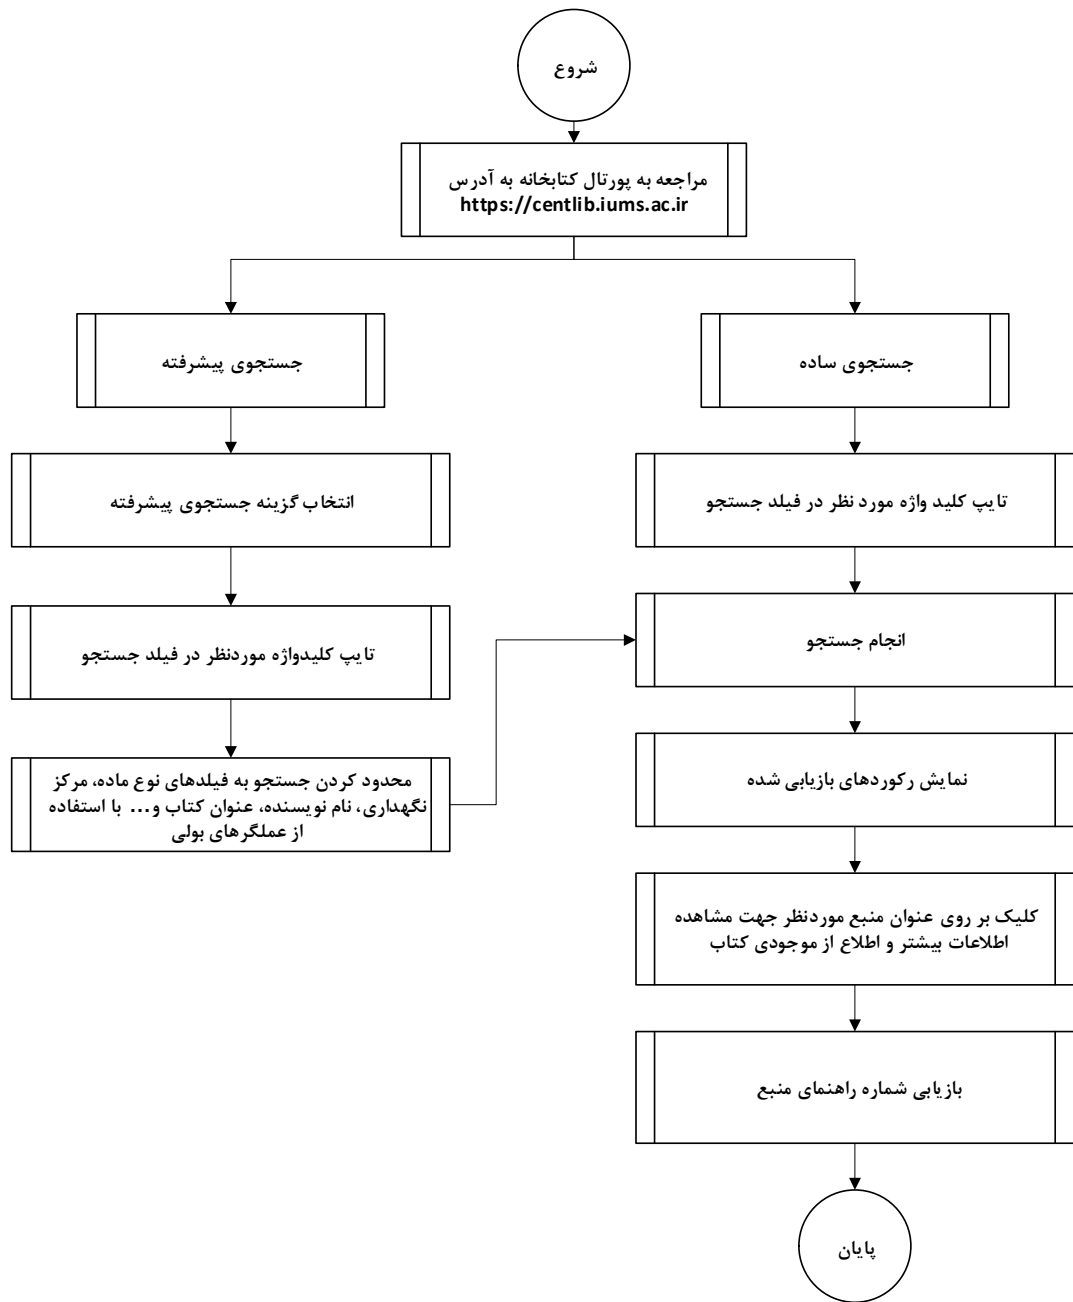 شروع
مراجعه به پورتال کتابخانه به آدرس
https://centlib.iums.ac.ir
جستجوی ساده
تایپ کلید واژه مورد نظر در فیلد جستجو
انجام جستجو
نمایش رکوردهای بازیابی شده
کلیک بر روی عنوان منبع موردنظر جهت مشاهده
اطلاعات بیشتر و اطلاع از موجودی کتاب
بازیابی شماره راهنمای منبع
پایان
جستجوی پیشرفته
انتخاب گزینه جستجوی پیشرفته
تایپ کلیدواژه موردنظر در فیلد جستجو
محدود کردن جستجو به فیلدهای نوع ماده، مرکز
نگهداری، نام نویسنده، عنوان کتاب و... با استفاده
از عملگرهای بولی